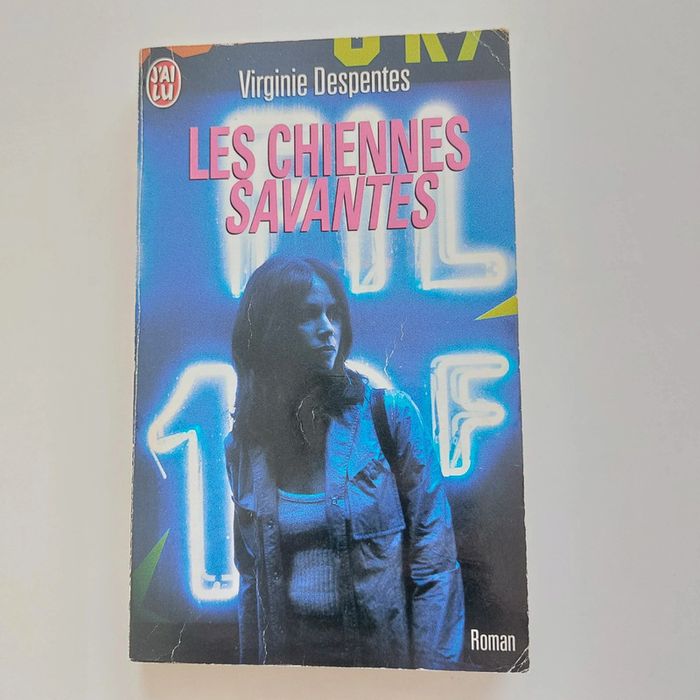 J'AI
LU
Virginie Despentes
LES CHIENNES
SAVANTES
Roman